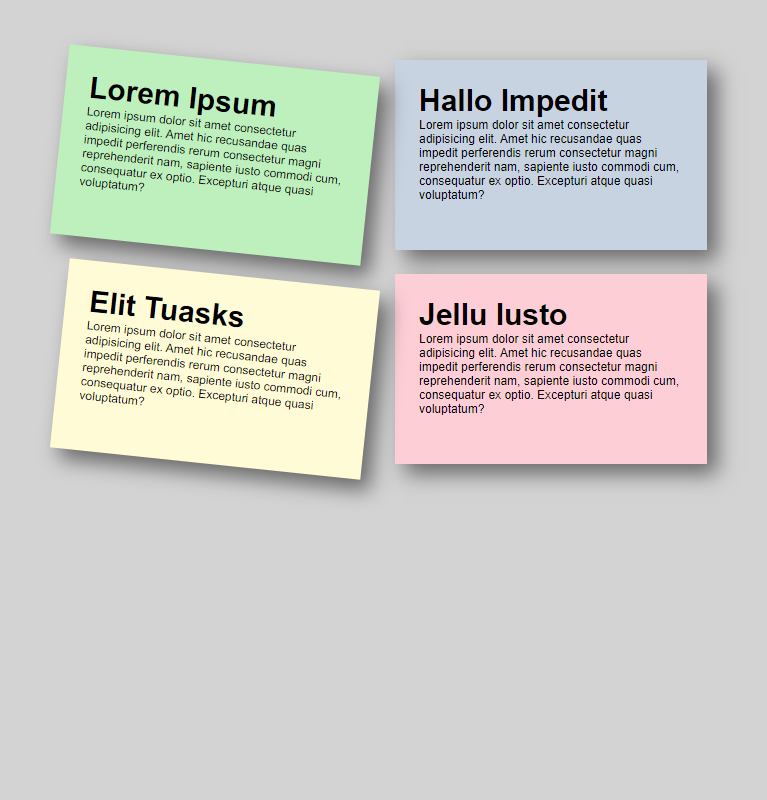 Lorem Ipsum
Lorem ipsum dolor sit amet consectetur
adipisicing elit. Amet hic recusandae quas
impedit perferendis rerum consectetur magni
reprehenderit nam, sapiente iusto commodi cum,
consequatur ex optio. Excepturi atque quasi
voluptatum?
Hallo Impedit
Lorem ipsum dolor sit amet consectetur
adipisicing elit. Amet hic recusandae quas
impedit perferendis rerum consectetur magni
reprehenderit nam, sapiente iusto commodi cum,
consequatur ex optio. Excepturi atque quasi
voluptatum?
Elit Tuasks
Lorem ipsum dolor sit amet consectetur
adipisicing elit. Amet hic recusandae quas
impedit perferendis rerum consectetur magni
reprehenderit nam, sapiente iusto commodi cum,
consequatur ex optio. Excepturi atque quasi
voluptatum?
Jellu Iusto
Lorem ipsum dolor sit amet consectetur
adipisicing elit. Amet hic recusandae quas
impedit perferendis rerum consectetur magni
reprehenderit nam, sapiente iusto commodi cum,
consequatur ex optio. Excepturi atque quasi
voluptatum?